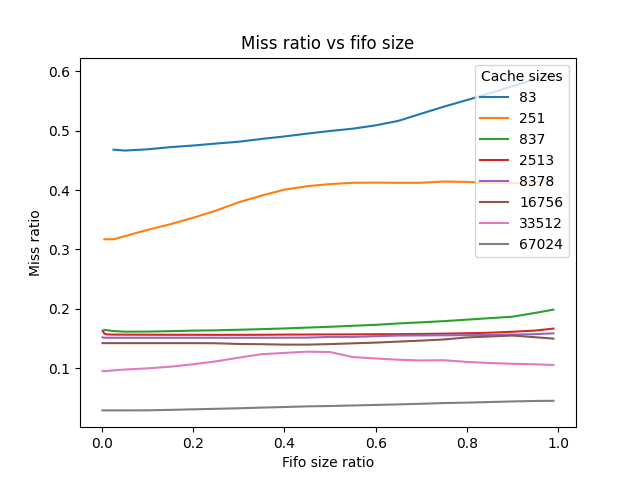 Miss ratio vs fifo size
Miss ratio
0.6
0.5
0.4
0.3
0.2
0.1
Cache sizes
83
251
837
2513
8378
16756
33512
67024
0.0 0.2 0.4 0.6 0.8 1.0
Fifo size ratio